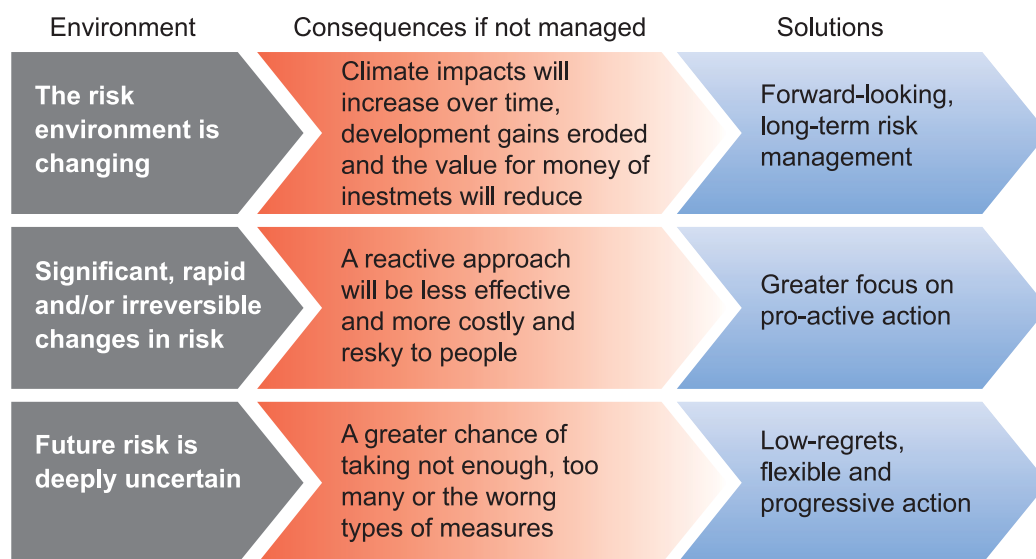 Environment
Consequences if not managed
Solutions
The risk
environment is
changing
Climate impacts will
increase over time,
development gains eroded
and the value for money of
inestmets will reduce
Forward-looking,
long-term risk
management
Significant, rapid
and/or irreversible
changes in risk
A reactive approach
will be less effective
and more costly and
resky to people
Greater focus on
pro-active action
Future risk is
deeply uncertain
A greater chance of
taking not enough, too
many or the worng
types of measures
Low-regrets,
flexible and
progressive action